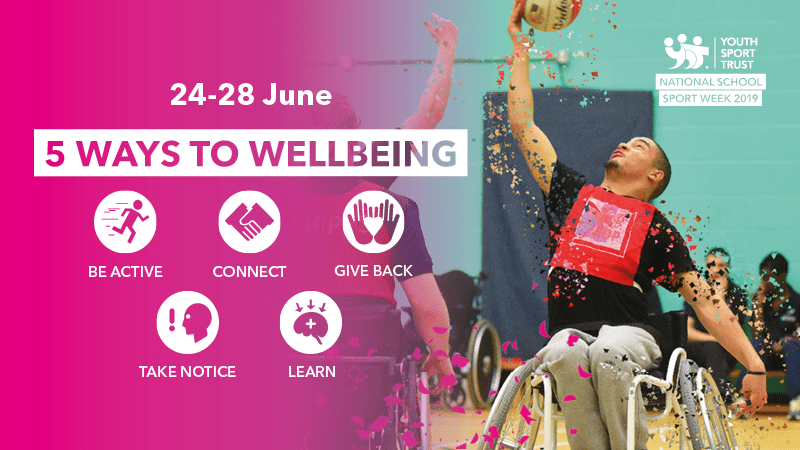 24-28 June
5 WAYS TO WELLBEING
BE ACTIVE
CONNECT
GIVE BACK
TAKE NOTICE
LEARN
YOUTH
SPORT
TRUST
NATIONAL SCHOOL
SPORT WEEK 2019